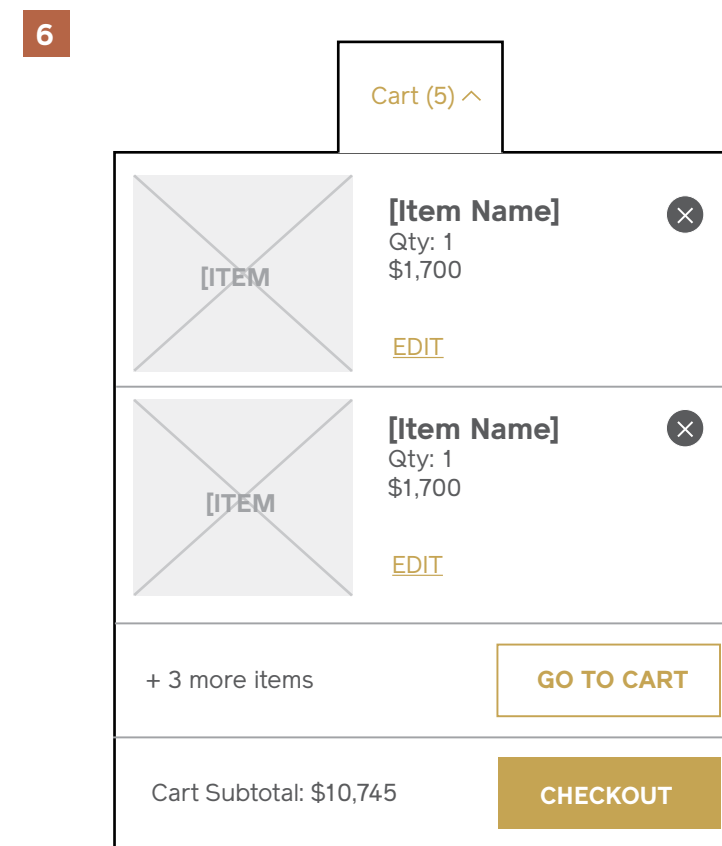 6
Cart (5)
[Item Name]
Qty: 1
$1,700
[ITEM
EDIT
[Item Name]
Qty: 1
$1,700
[ITEM
EDIT
+ 3 more items
GO TO CART
Cart Subtotal: $10,745
CHECKOUT